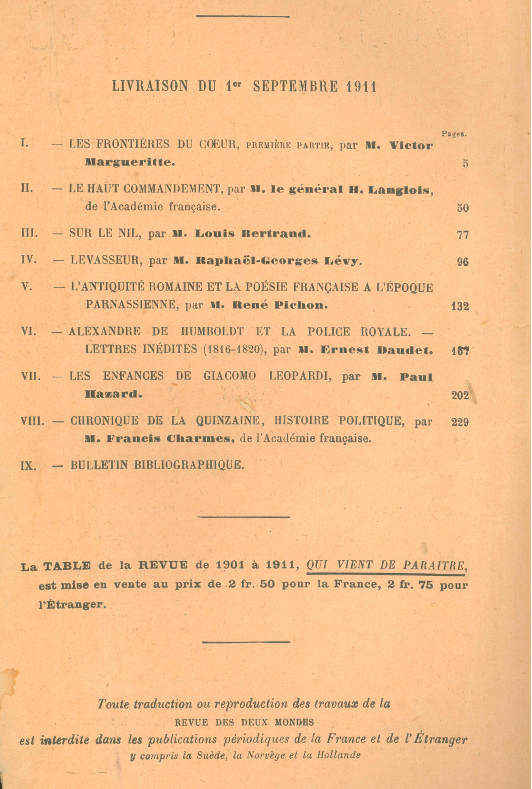 LIVRAISON DU 1er SEPTEMBRE 1911
Pages.
I. — LES FRONTIÈRES DU CŒUR, PREMIÈRE PARTIE, par M. Victor
Margueritte. 5
II. — LE HAUT COMMANDEMENT, par M. le général H. Langlois,
de l'Académie française. 50
III. — SUR LE NIL, par M. Louis Bertrand. 77
IV. — LEVASSEUR, par M. Raphaël-Georges Lévy. 96
V. — L'ANTIQUITÉ ROMAINE ET LA POÉSIE FRANÇAISE A L'ÉPOQUE
PARNASSIENNE, par M. René Pichon. 132
VI. — ALEXANDRE DE HUMBOLDT ET LA POLICE ROYALE. —
LETTRES INÉDITES (1816-1820), par M. Ernest Daudet. 167
VII. — LES ENFANCES DE GIACOMO LEOPARDI, par M. Paul
Hazard. 202
VIII. — CHRONIQUE DE LA QUINZAINE, HISTOIRE POLITIQUE, par 229
M. Francis Charmes, de l'Académie française.
IX. — BULLETIN BIBLIOGRAPHIQUE.
La TABLE de la REVUE de 1901 à 1911, QUI VIENT DE PARAITRE,
est mise en vente au prix de 2 fr. 50 pour la France, 2 fr. 75 pour
l'Étranger.
Toute traduction ou reproduction des travaux de la
REVUE DES DEUX MONDES
est interdite dans les publications périodiques de la France et de l'Étranger
y compris la Suède, la Norvège et la Hollande